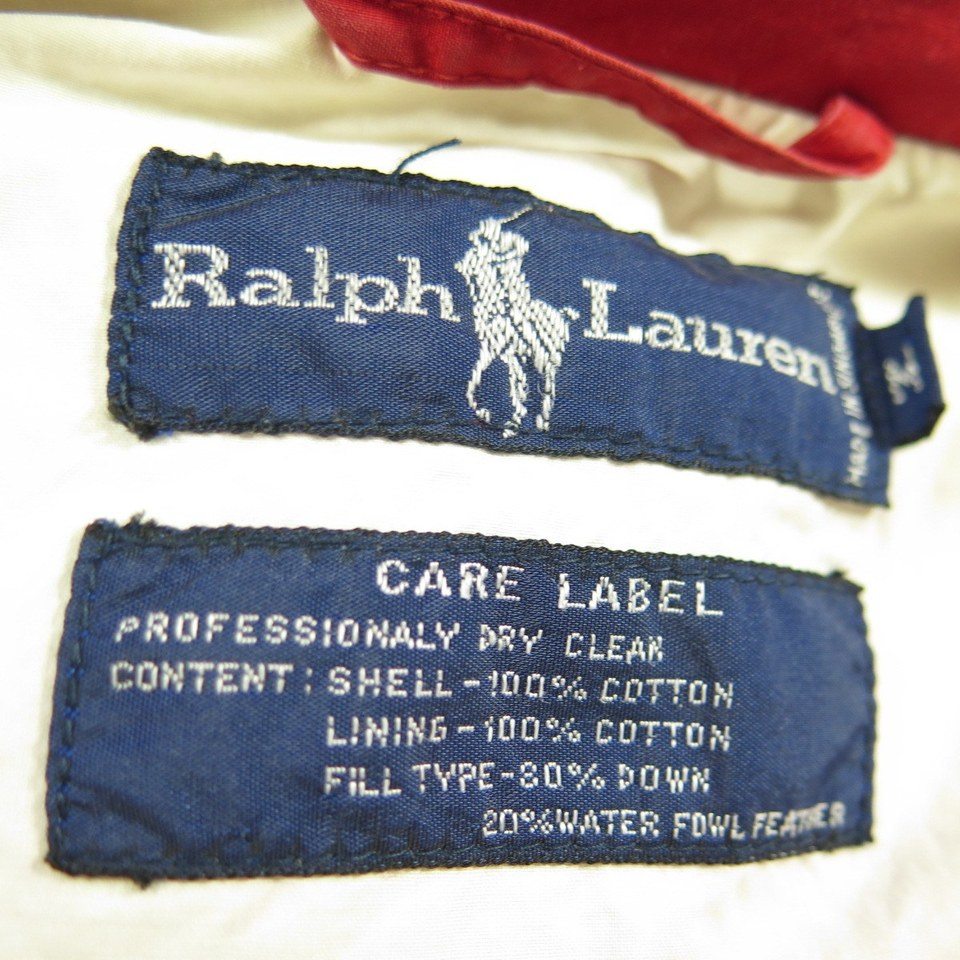 Ralph Lauren
CARE LABEL
PROFESSIONALY DRY CLEAN
CONTENT: SHELL-100% COTTON
LINING-100% COTTON
FILL TYPE-80% DOWN
20% WATER FOWL FEATHER